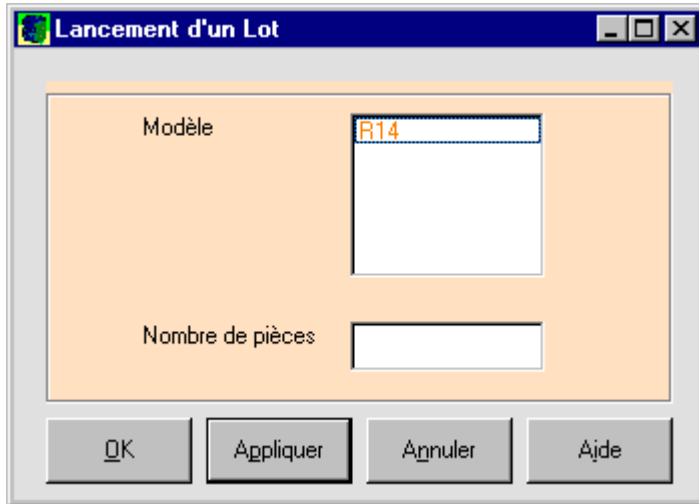 Lancement d'un Lot
Modèle
R14
Nombre de pièces
OK Appliquer Annuler Aide